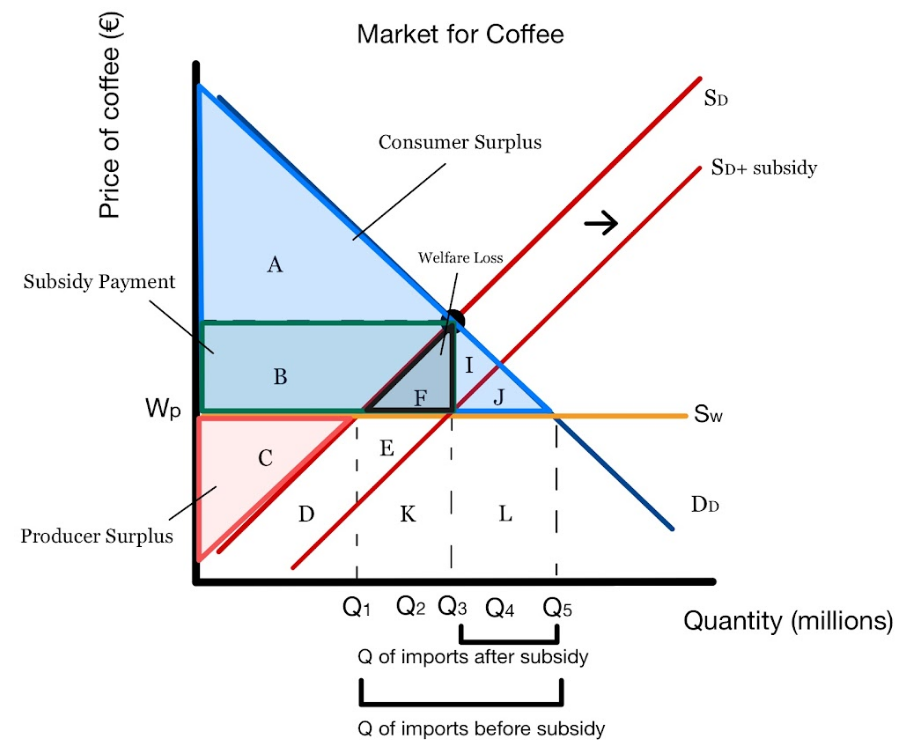 Market for Coffee
Price of coffee (€)
SD
Consumer Surplus
SD+ subsidy
Welfare Loss
A
Subsidy Payment
I
B
F
J
Wp
Sw
E
C
D
K
L
DD
Producer Surplus
Q1 Q2 Q3 Q4 Q5
Quantity (millions)
Q of imports after subsidy
Q of imports before subsidy